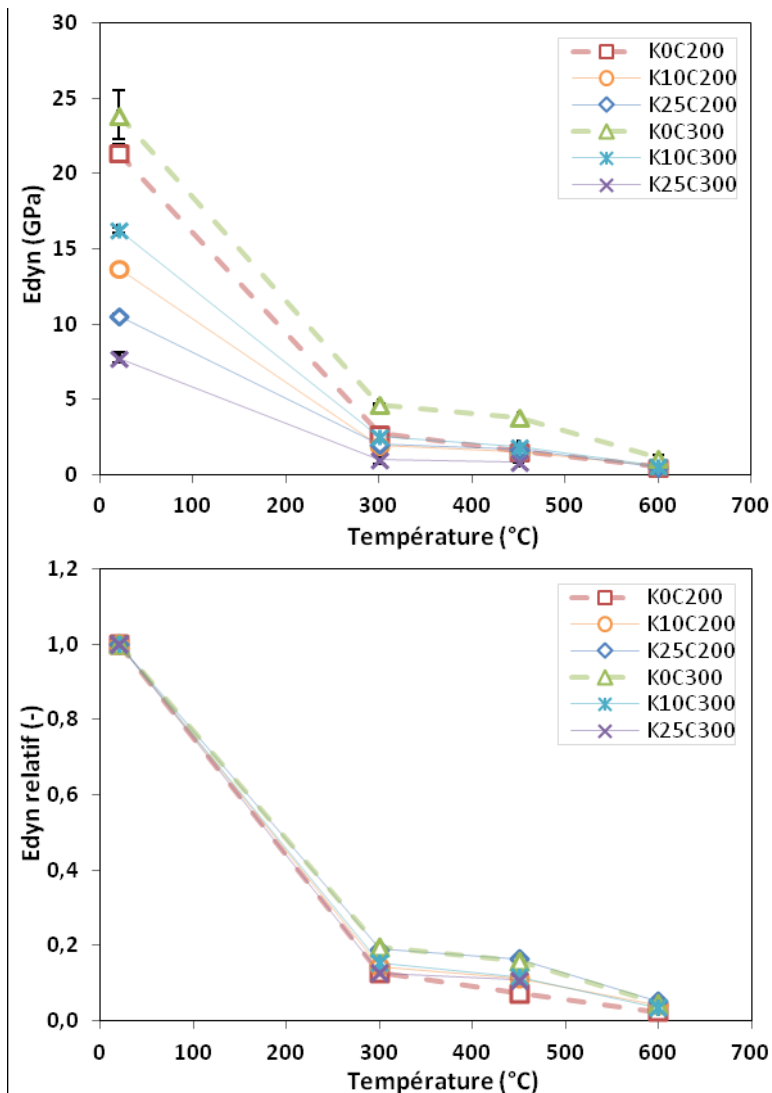 30
25
20
15
10
5
0
Edyn (GPa)
K0C200
K10C200
K25C200
K0C300
K10C300
K25C300
0 100 200 300 400 500 600 700
Température (°C)
1,2
1,0
0,8
0,6
0,4
0,2
0,0
Edyn relatif (-)
K0C200
K10C200
K25C200
K0C300
K10C300
K25C300
0 100 200 300 400 500 600 700
Température (°C)